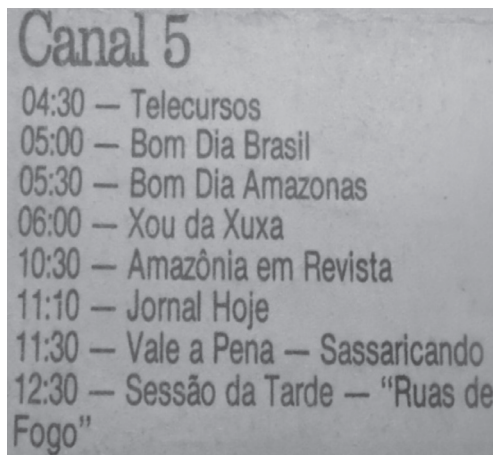 Canal 5
04:30 — Telecursos
05:00 — Bom Dia Brasil
05:30 — Bom Dia Amazonas
06:00 — Xou da Xuxa
10:30 — Amazônia em Revista
11:10 — Jornal Hoje
11:30 — Vale a Pena — Sassaricando
12:30 — Sessão da Tarde — “Ruas de
Fogo”